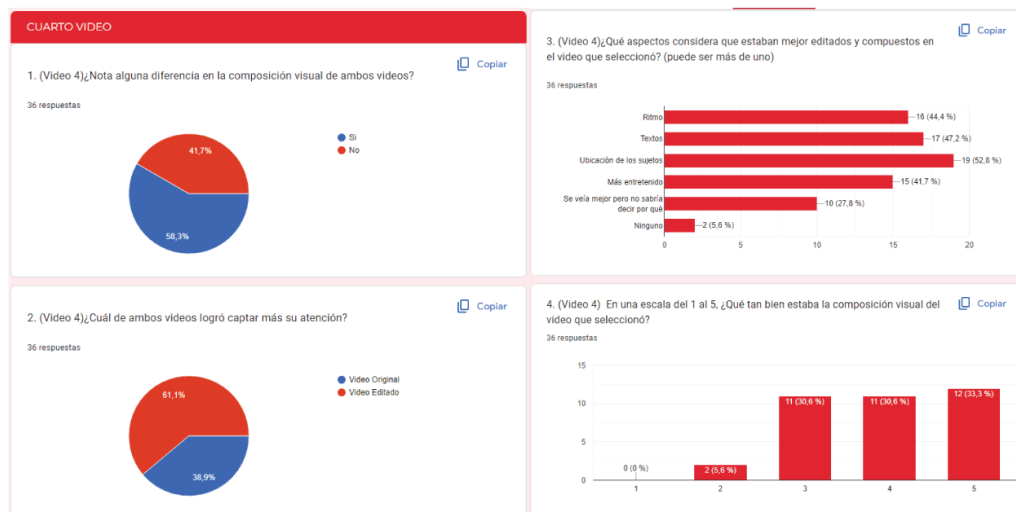 CUARTO VIDEO
Copiar
1. (Video 4)¿Nota alguna diferencia en la composición visual de ambos videos?
36 respuestas
Sí
No
41,7%
58,3%
Copiar
2. (Video 4)¿Cuál de ambos videos logró captar más su atención?
36 respuestas
Video Original
Video Editado
61,1%
38,9%
Copiar
3. (Video 4)¿Qué aspectos considera que estaban mejor editados y compuestos en
el video que seleccionó? (puede ser más de uno)
36 respuestas
Ritmo
16 (44,4 %)
Textos
17 (47,2 %)
Ubicación de los sujetos
19 (52,8 %)
Más entretenido
15 (41,7 %)
Se veía mejor pero no sabría
decir por qué
10 (27,8 %)
Ninguno
2 (5,6 %)
0 5 10 15 20
Copiar
4. (Video 4) En una escala del 1 al 5, ¿Qué tan bien estaba la composición visual del
video que seleccionó?
36 respuestas
15
10
5
0
0 (0 %)
2 (5,6 %)
11 (30,6 %)
11 (30,6 %)
12 (33,3 %)
1 2 3 4 5